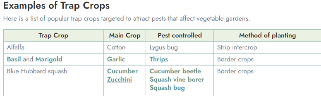 Examples of Trap Crops
Here is a list of popular trap crops targeted to attract pests that affect vegetable gardens.
Trap Crop Main Crop Pest controlled Method of planting
Alfalfa Cotton Lygus bug Strip intercrop
Basil and Marigold Garlic Thrips Border crops
Blue Hubbard squash Cucumber Cucumber beetle Border crops
Zucchini Squash vine borer
Squash bug